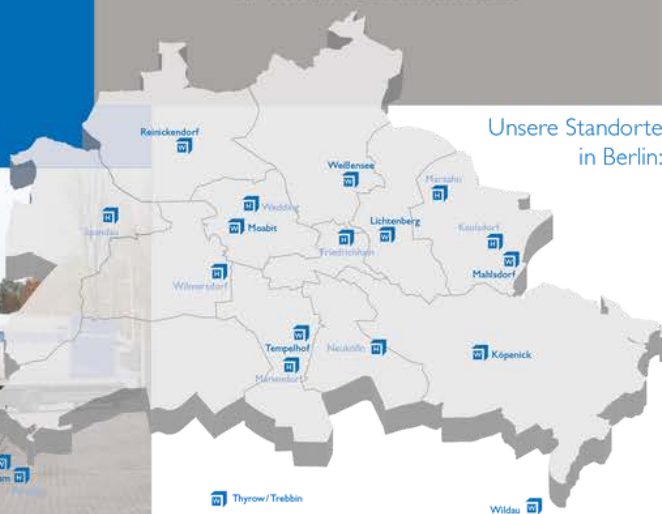 Unsere Standorte
in Berlin:
Reinickendorf
W
Weißensee
W
Marzahn
H
Spandau
H
H Wedding
W Moabit
Lichtenberg
W
H
Friedrichhain
Kaulsdorf
H
W
Mahlsdorf
Wilmersdorf
H
W
Tempelhof
H
Mariendorf
Neukölln H
W Köpenick
W
H
W Thyrow/Trebbin
Wildau W